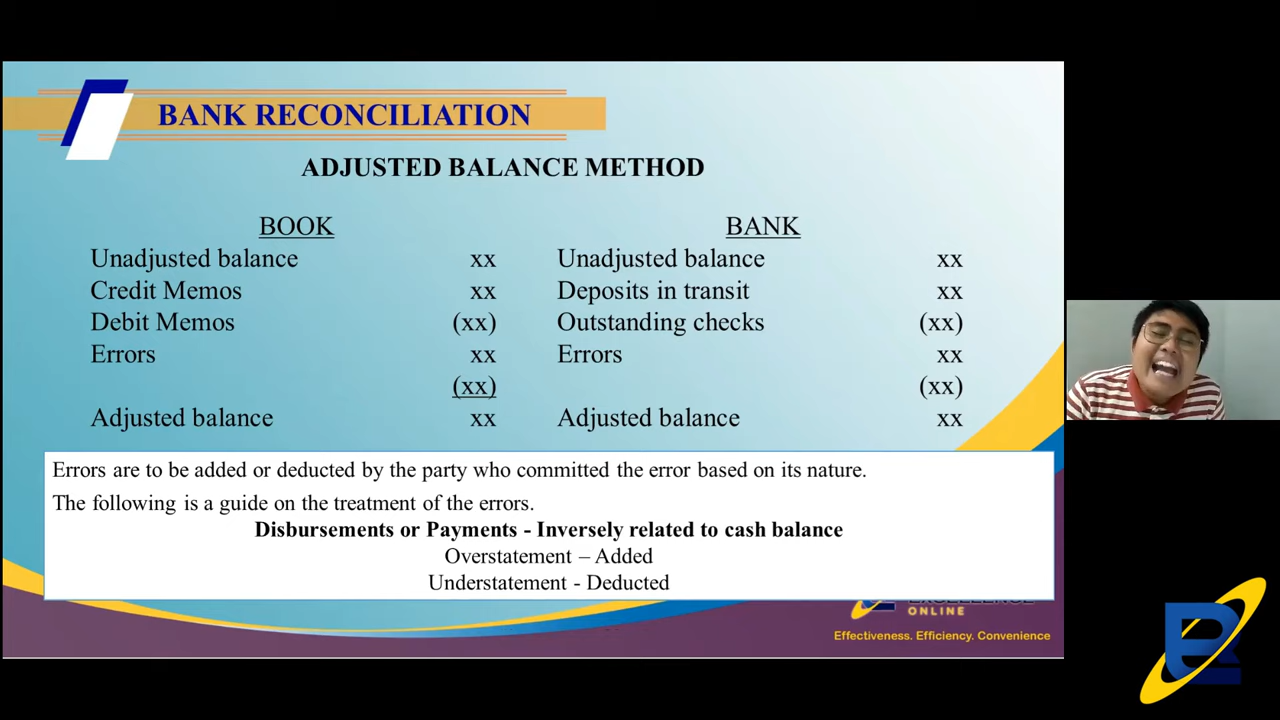 BANK RECONCILIATION
ADJUSTED BALANCE METHOD
BOOK
Unadjusted balance xx
Credit Memos xx
Debit Memos (xx)
Errors xx
(xx)
Adjusted balance xx
BANK
Unadjusted balance xx
Deposits in transit xx
Outstanding checks (xx)
Errors xx
(xx)
Adjusted balance xx
Errors are to be added or deducted by the party who committed the error based on its nature.
The following is a guide on the treatment of the errors.
Disbursements or Payments - Inversely related to cash balance
Overstatement – Added
Understatement - Deducted
ONLINE
Effectiveness. Efficiency. Convenience